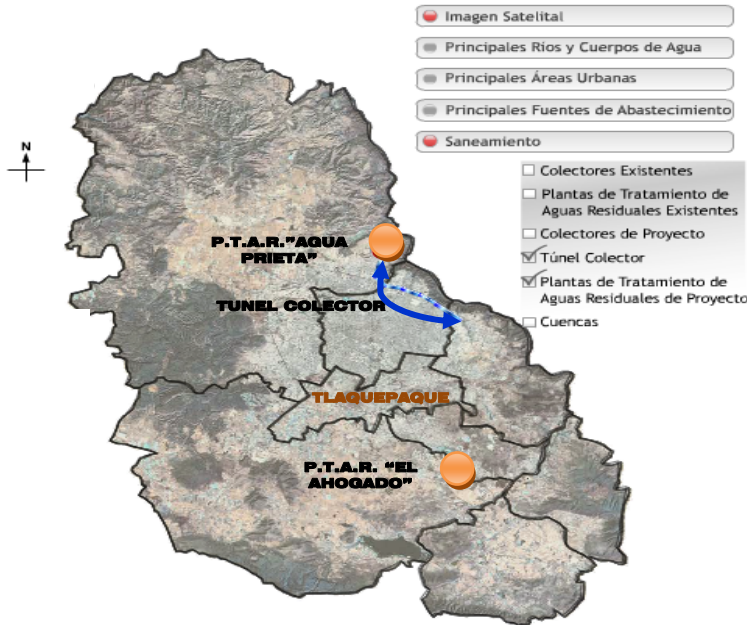 Imagen Satelital
Principales Ríos y Cuerpos de Agua
Principales Áreas Urbanas
Principales Fuentes de Abastecimiento
Saneamiento
Colectores Existentes
Plantas de Tratamiento de
Aguas Residuales Existentes
Colectores de Proyecto
Túnel Colector
Plantas de Tratamiento de
Aguas Residuales de Proyecto
Cuencas
N
P.T.A.R."AGUA
PRIETA"
TUNEL COLECTOR
TLAQUEPAQUE
P.T.A.R. "EL
AHOGADO"